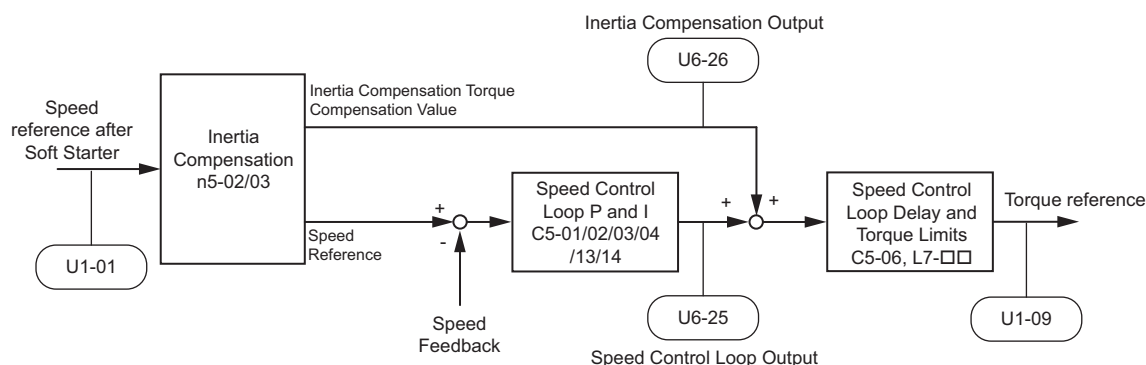 Inertia Compensation Output
U6-26
Speed
reference after
Soft Starter
U1-01
Inertia
Compensation
n5-02/03
Inertia Compensation Torque
Compensation Value
+
-
Speed
Reference
Speed
Feedback
Speed Control
Loop P and I
C5-01/02/03/04
/13/14
+
+
U6-25
Speed Control Loop Output
Speed Control
Loop Delay and
Torque Limits
C5-06, L7-□□
Torque reference
U1-09